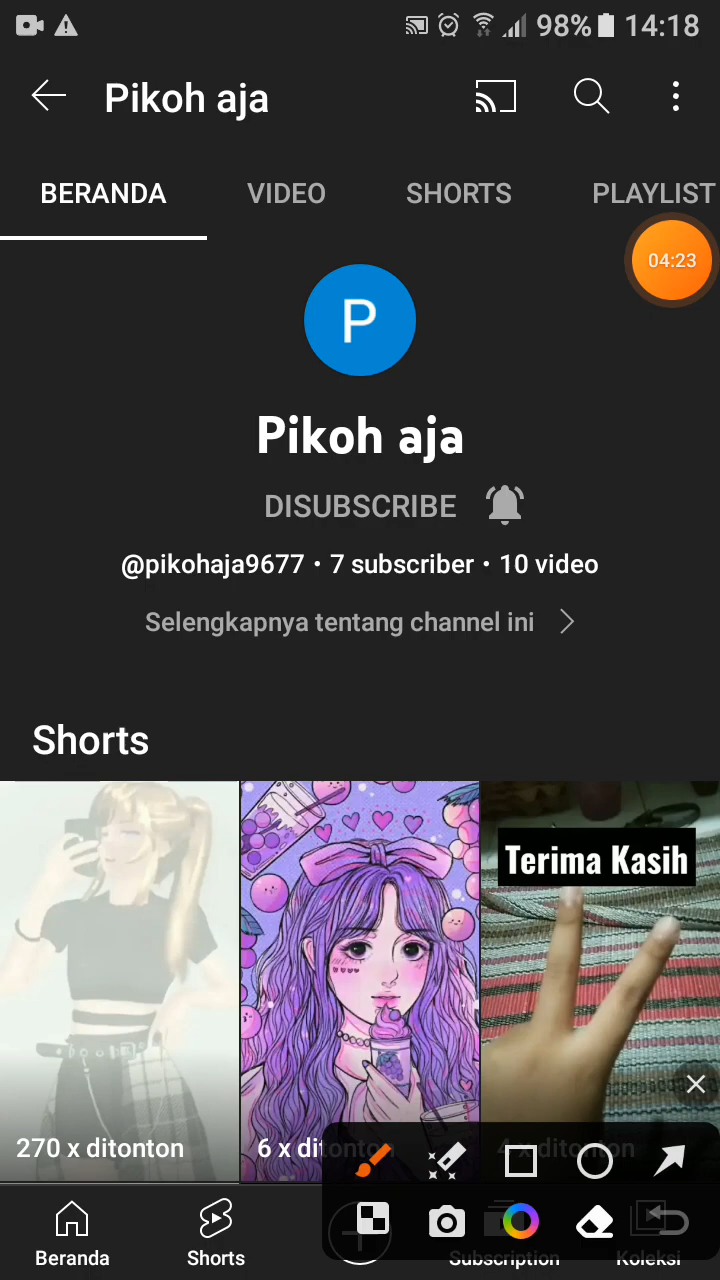 98% 14:18
Pikoh aja
BERANDA VIDEO SHORTS PLAYLIST
04:23
P
Pikoh aja
DISUBSCRIBE
@pikohaja9677 • 7 subscriber • 10 video
Selengkapnya tentang channel ini
Shorts
Terima Kasih
270 x ditonton 6 x ditonton 4 x ditonton
Beranda Shorts Subscription Koleksi